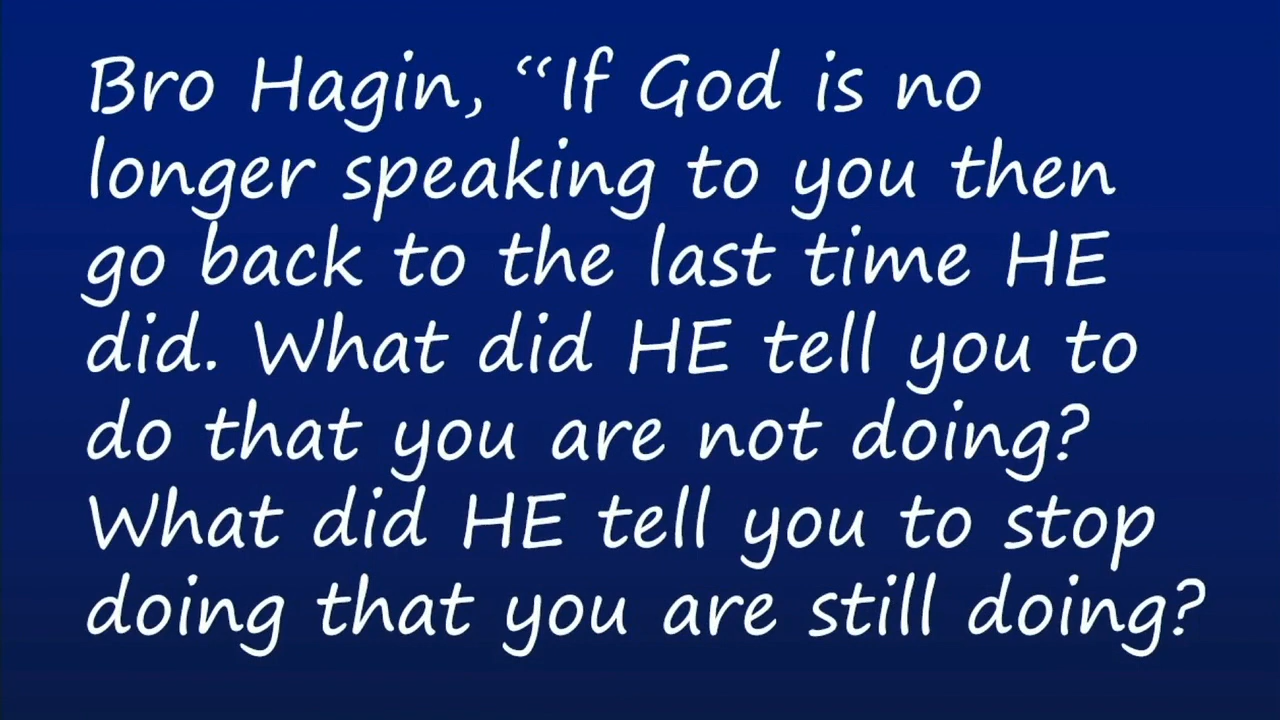 Bro Hagin, “If God is no
longer speaking to you then
go back to the last time HE
did. What did HE tell you to
do that you are not doing?
What did HE tell you to stop
doing that you are still doing?